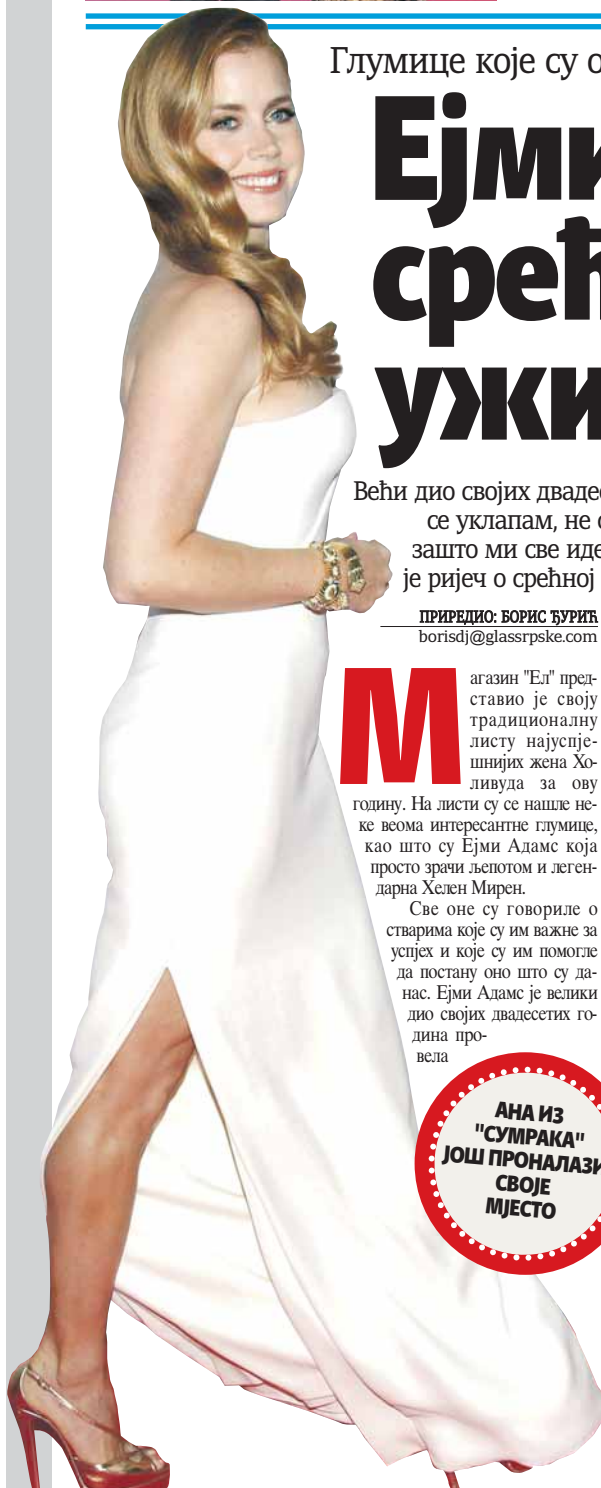 Глумице које су о
Ејми
срећ
ужи
Већи дио својих двадес
се уклапам, не с
зашто ми све иде
је ријеч о срећној
ПРИРЕДИО: БОРИС ЂУРИЋ
borisdj@glassrpske.com
Магазин "Ел" пред-
ставио је своју
традиционалну
листу најуспје-
шнијих жена Хо-
ливуда за ову
годину. На листи су се нашле не-
ке веома интересантне глумице,
као што су Ејми Адамс која
просто зрачи љепотом и леген-
дарна Хелен Мирен.
Све оне су говориле о
стварима које су им важне за
успјех и које су им помогле
да постану оно што су да-
нас. Ејми Адамс је велики
дио својих двадесетих го-
дина про-
вела
АНА ИЗ
"СУМРАКА"
ЈОШ ПРОНАЛАЗИ
СВОЈЕ
МЈЕСТО